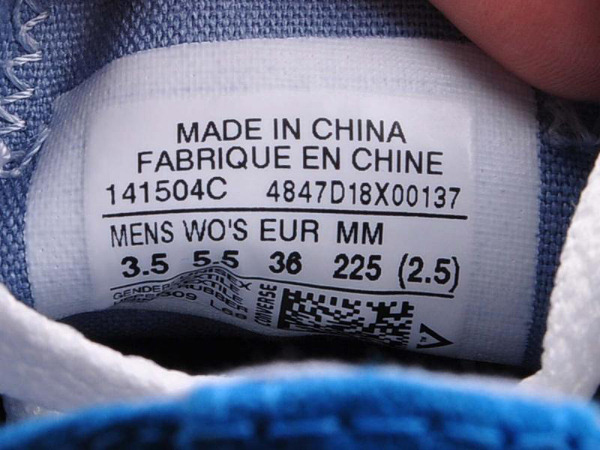 MADE IN CHINA
FABRIQUE EN CHINE
141504C 4847D18X00137
MENS WO'S EUR MM
3.5 5.5 36 225 (2.5)
CONVERSE